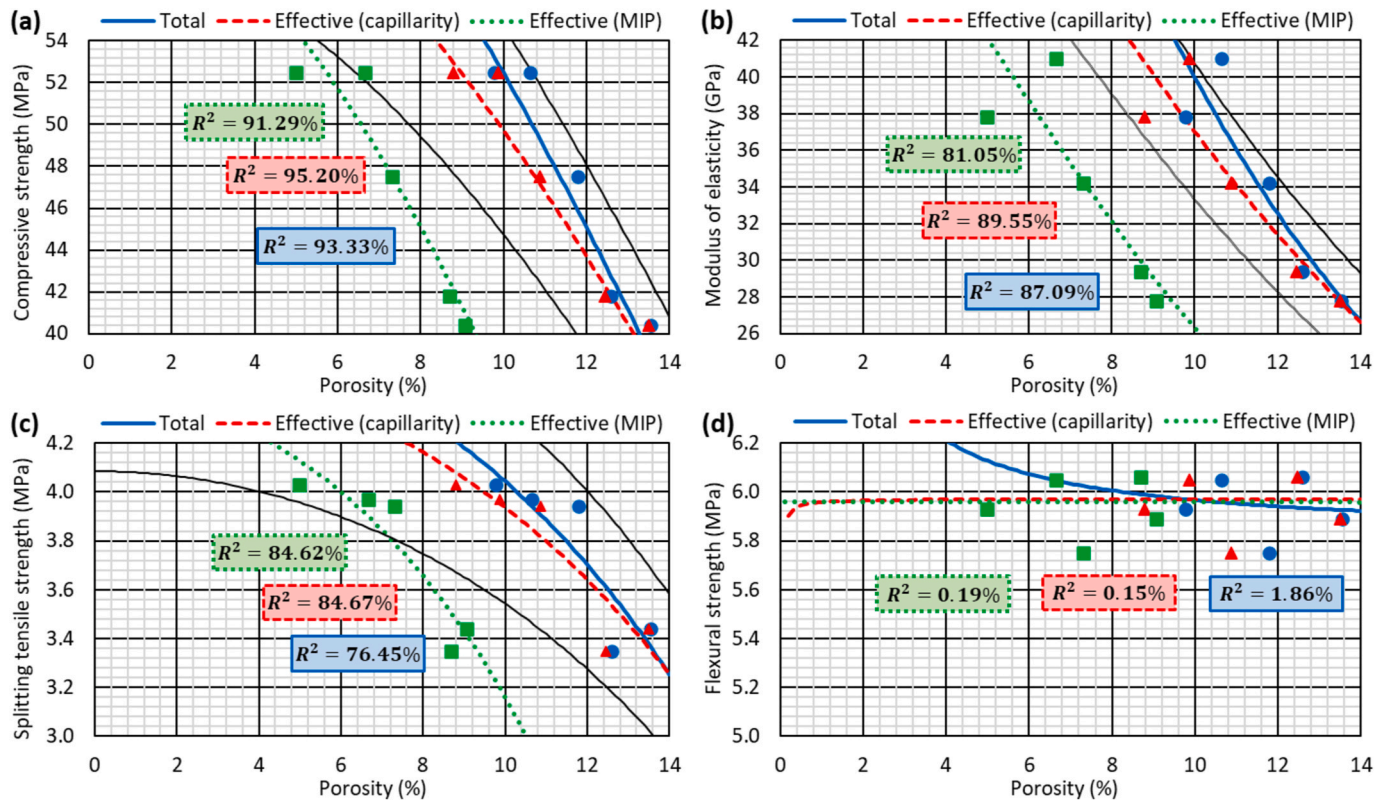 (a) Total Effective (capillarity) Effective (MIP)
Compressive strength (MPa)
54
52
50
48
46
44
42
40
R² = 91.29%
R² = 95.20%
R² = 93.33%
0 2 4 6 8 10 12 14
Porosity (%)
(b) Total Effective (capillarity) Effective (MIP)
Modulus of elasticity (GPa)
42
40
38
36
34
32
30
28
26
R² = 81.05%
R² = 89.55%
R² = 87.09%
0 2 4 6 8 10 12 14
Porosity (%)
(c) Total Effective (capillarity) Effective (MIP)
Spliting tensile strength (MPa)
4.2
4.0
3.8
3.6
3.4
3.2
3.0
R² = 84.62%
R² = 84.67%
R² = 76.45%
0 2 4 6 8 10 12 14
Porosity (%)
(d) Total Effective (capillarity) Effective (MIP)
Flexural strength (MPa)
6.2
6.0
5.8
5.6
5.4
5.2
5.0
R² = 0.19% R² = 0.15% R² = 1.86%
0 2 4 6 8 10 12 14
Porosity (%)